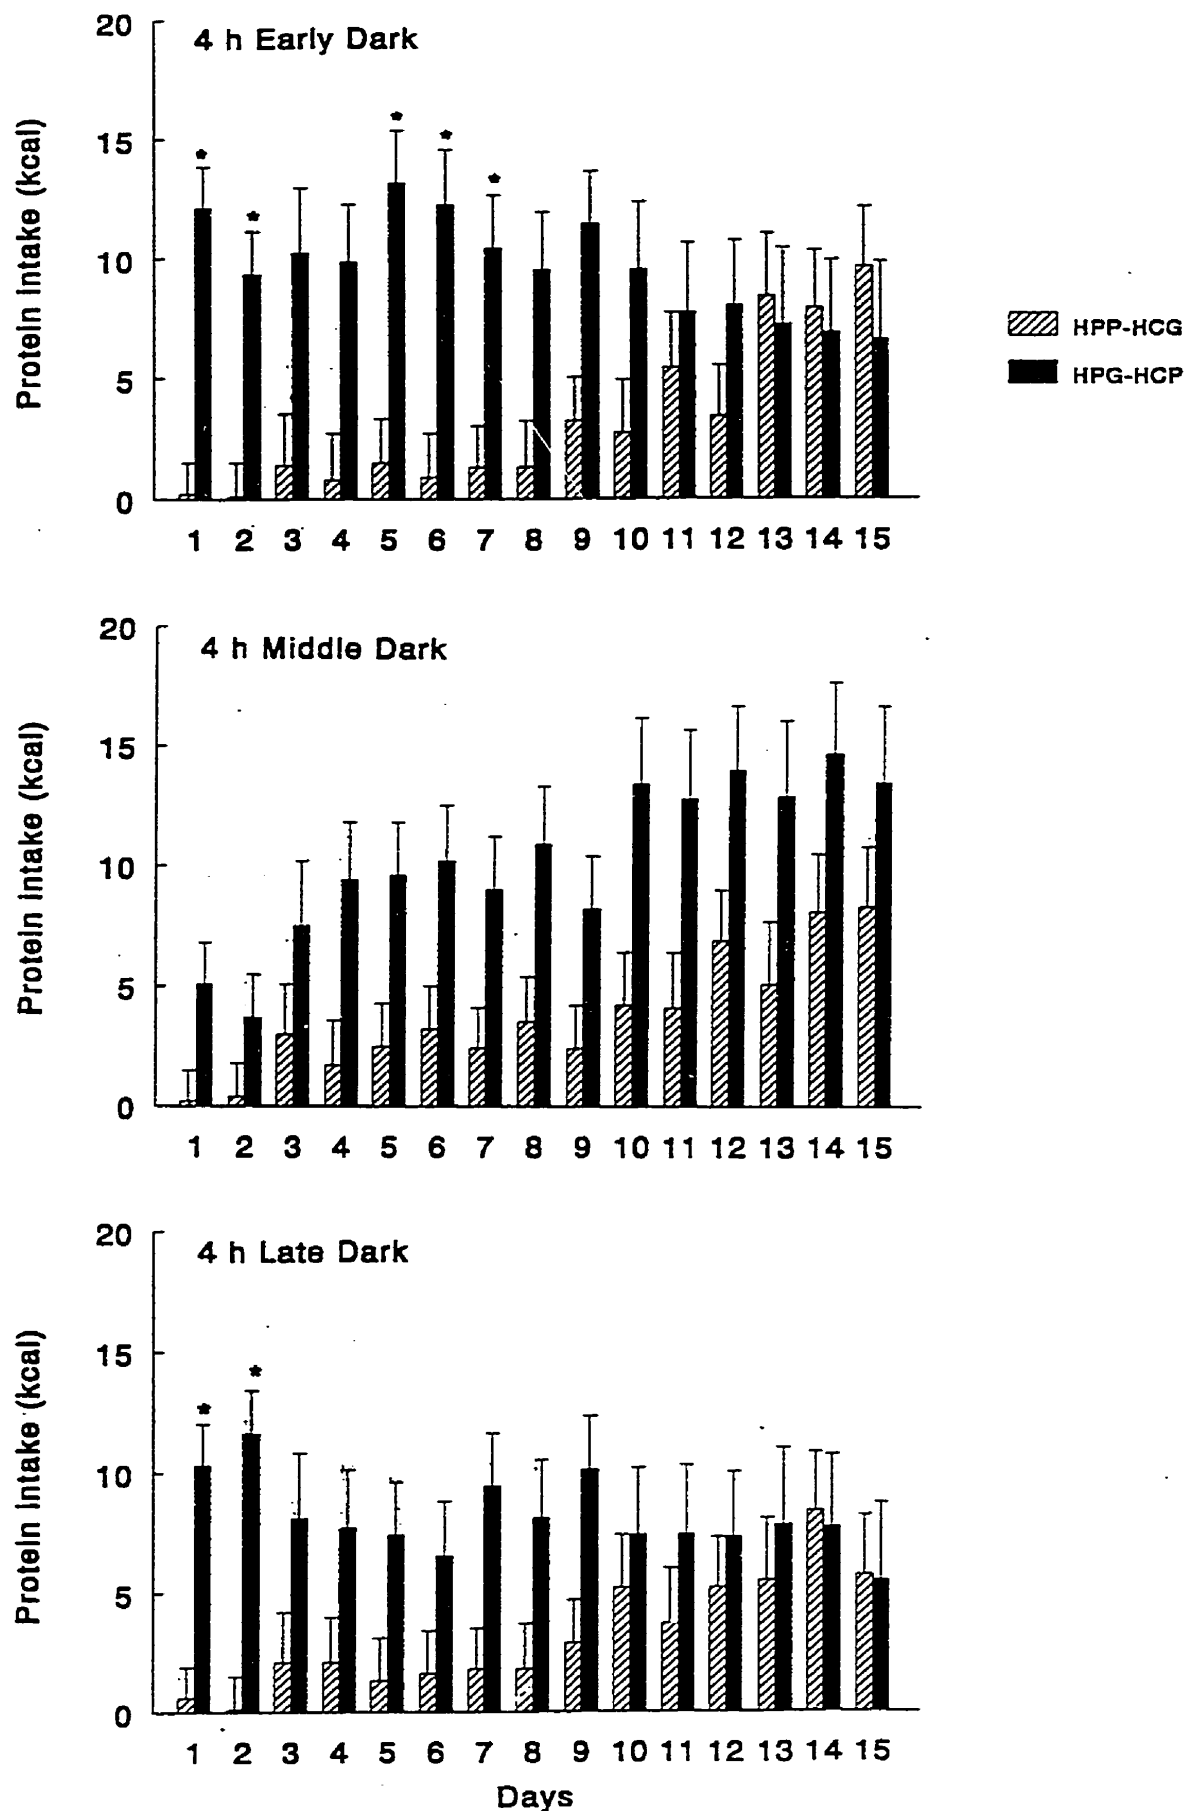 4 h Early Dark
Protein intake (kcal)
20
15
10
5
0
* * * * *
1 2 3 4 5 6 7 8 9 10 11 12 13 14 15
HPP-HCG
HPG-HCP
4 h Middle Dark
Protein intake (kcal)
20
15
10
5
0
1 2 3 4 5 6 7 8 9 10 11 12 13 14 15
4 h Late Dark
Protein intake (kcal)
20
15
10
5
0
* *
1 2 3 4 5 6 7 8 9 10 11 12 13 14 15
Days